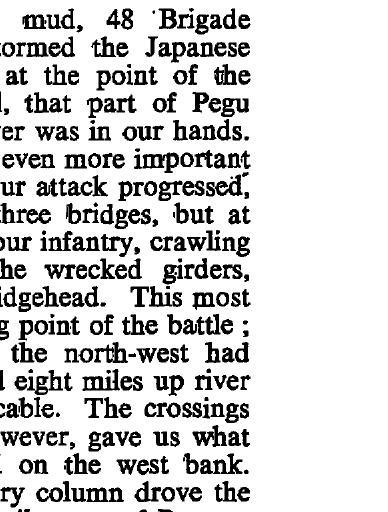 mud, 48 Brigade
ormed the Japanese
at the point of the
, that part of Pegu
er was in our hands.
even more important
ur attack progressed,
hree bridges, but at
our infantry, crawling
he wrecked girders,
idgehead. This most
g point of the battle ;
the north-west had
eight miles up river
cable. The crossings
wever, gave us what
on the west bank.
ry column drove the